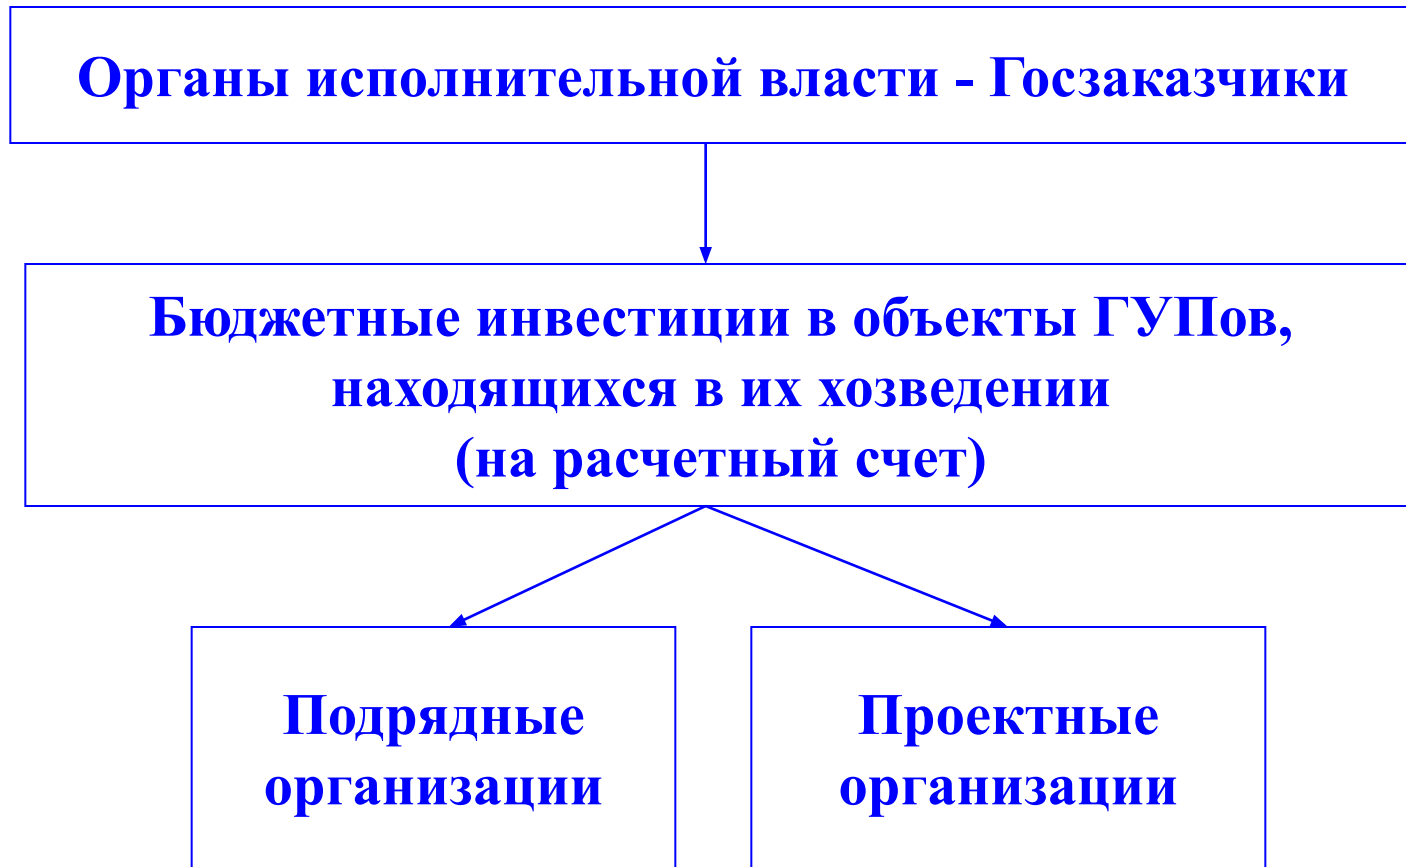 Органы исполнительной власти - Госзаказчики
Бюджетные инвестиции в объекты ГУПов,
находящихся в их хозведении
(на расчетный счет)
Подрядные
организации
Проектные
организации